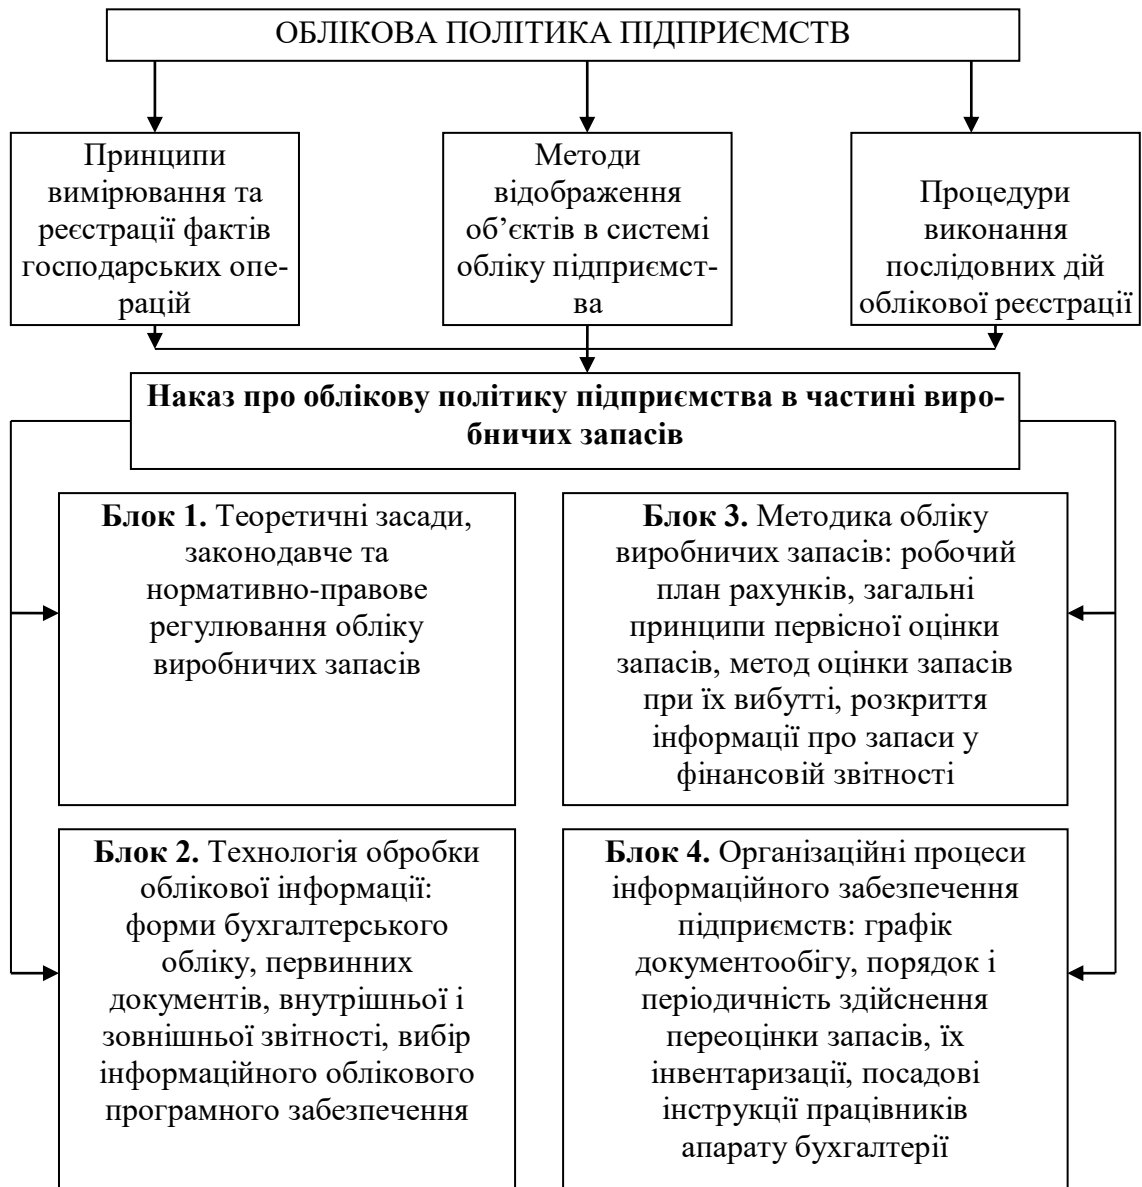 ОБЛІКОВА ПОЛІТИКА ПІДПРИЄМСТВ
Принципи
вимірювання та
реєстрації фактів
господарських опе-
рацій
Методи
відображення
об’єктів в системі
обліку підприємст-
ва
Процедури
виконання
послідовних дій
облікової реєстрації
Наказ про облікову політику підприємства в частині виро-
бничих запасів
Блок 1. Теоретичні засади,
законодавче та
нормативно-правове
регулювання обліку
виробничих запасів
Блок 3. Методика обліку
виробничих запасів: робочий
план рахунків, загальні
принципи первісної оцінки
запасів, метод оцінки запасів
при їх вибутті, розкриття
інформації про запаси у
фінансовій звітності
Блок 2. Технологія обробки
облікової інформації:
форми бухгалтерського
обліку, первинних
документів, внутрішньої і
зовнішньої звітності, вибір
інформаційного облікового
програмного забезпечення
Блок 4. Організаційні процеси
інформаційного забезпечення
підприємств: графік
документообігу, порядок і
періодичність здійснення
переоцінки запасів, їх
інвентаризації, посадові
інструкції працівників
апарату бухгалтерії